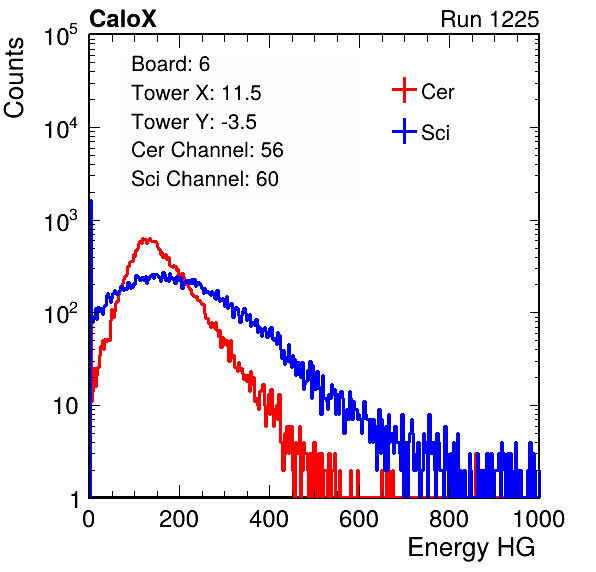 CaloX Run 1225
Board: 6
Tower X: 11.5
Tower Y: -3.5
Cer Channel: 56
Sci Channel: 60
Cer
Sci
Counts
10^5
10^4
10^3
10^2
10
1
0 200 400 600 800 1000
Energy HG